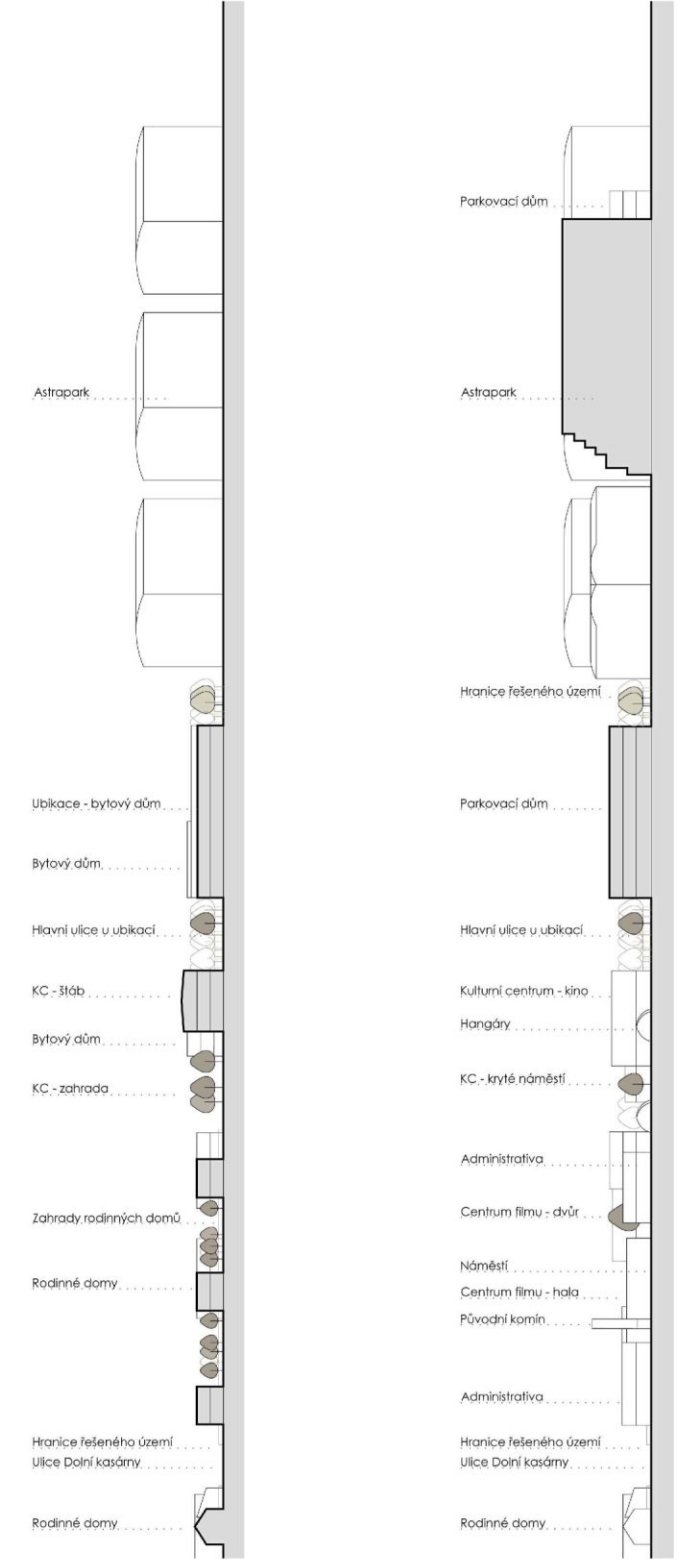 Astrapark
Ubikace - bytový dům
Bytový dům
Hlavní ulice u ubikací
KC - štáb
Bytový dům
KC - zahrada
Zahrady rodinných domů
Rodinné domy
Hranice řešeného území
Ulice Dolní kasárny
Rodinné domy
Parkovací dům
Astrapark
Hranice řešeného území
Parkovací dům
Hlavní ulice u ubikací
Kulturní centrum - kino
Hangáry
KC - kryté náměstí
Administrativa
Centrum filmu - dvůr
Náměstí
Centrum filmu - hala
Původní komín
Administrativa
Hranice řešeného území
Ulice Dolní kasárny
Rodinné domy